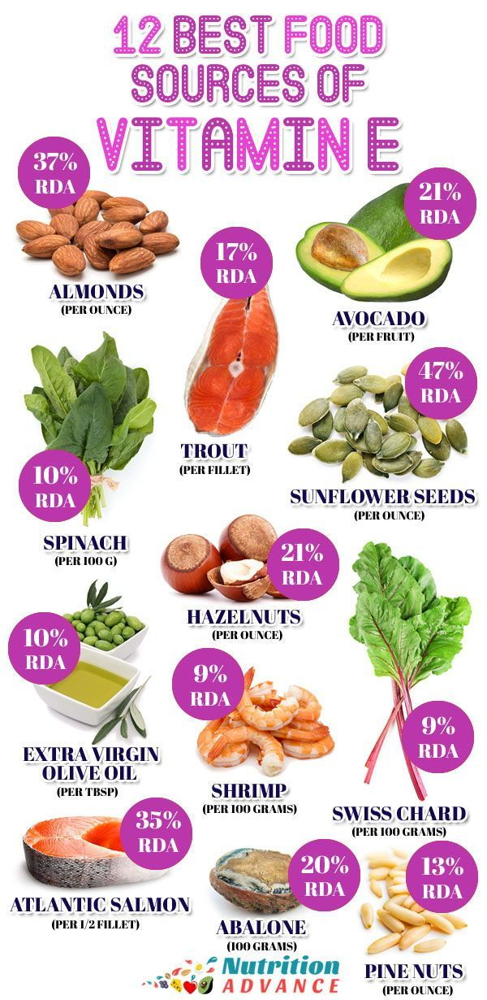 12 BEST FOOD
SOURCES OF
VITAMIN E
37%
RDA
ALMONDS
(PER OUNCE)
17%
RDA
TROUT
(PER FILLET)
21%
RDA
AVOCADO
(PER FRUIT)
10%
RDA
SPINACH
(PER 100 G)
47%
RDA
SUNFLOWER SEEDS
(PER OUNCE)
21%
RDA
HAZELNUTS
(PER OUNCE)
10%
RDA
EXTRA VIRGIN
OLIVE OIL
(PER TBSP)
9%
RDA
SHRIMP
(PER 100 GRAMS)
9%
RDA
SWISS CHARD
(PER 100 GRAMS)
35%
RDA
ATLANTIC SALMON
(PER 1/2 FILLET)
20%
RDA
ABALONE
(100 GRAMS)
13%
RDA
PINE NUTS
(PER OUNCE)
Nutrition
ADVANCE